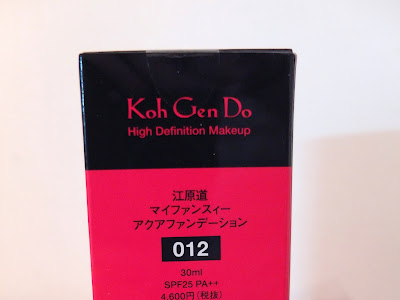 Koh Gen Do
High Definition Makeup
江原道
マイファンスィー
アクアファンデーション
012
30ml
SPF25 PA++
4,600円(税抜)